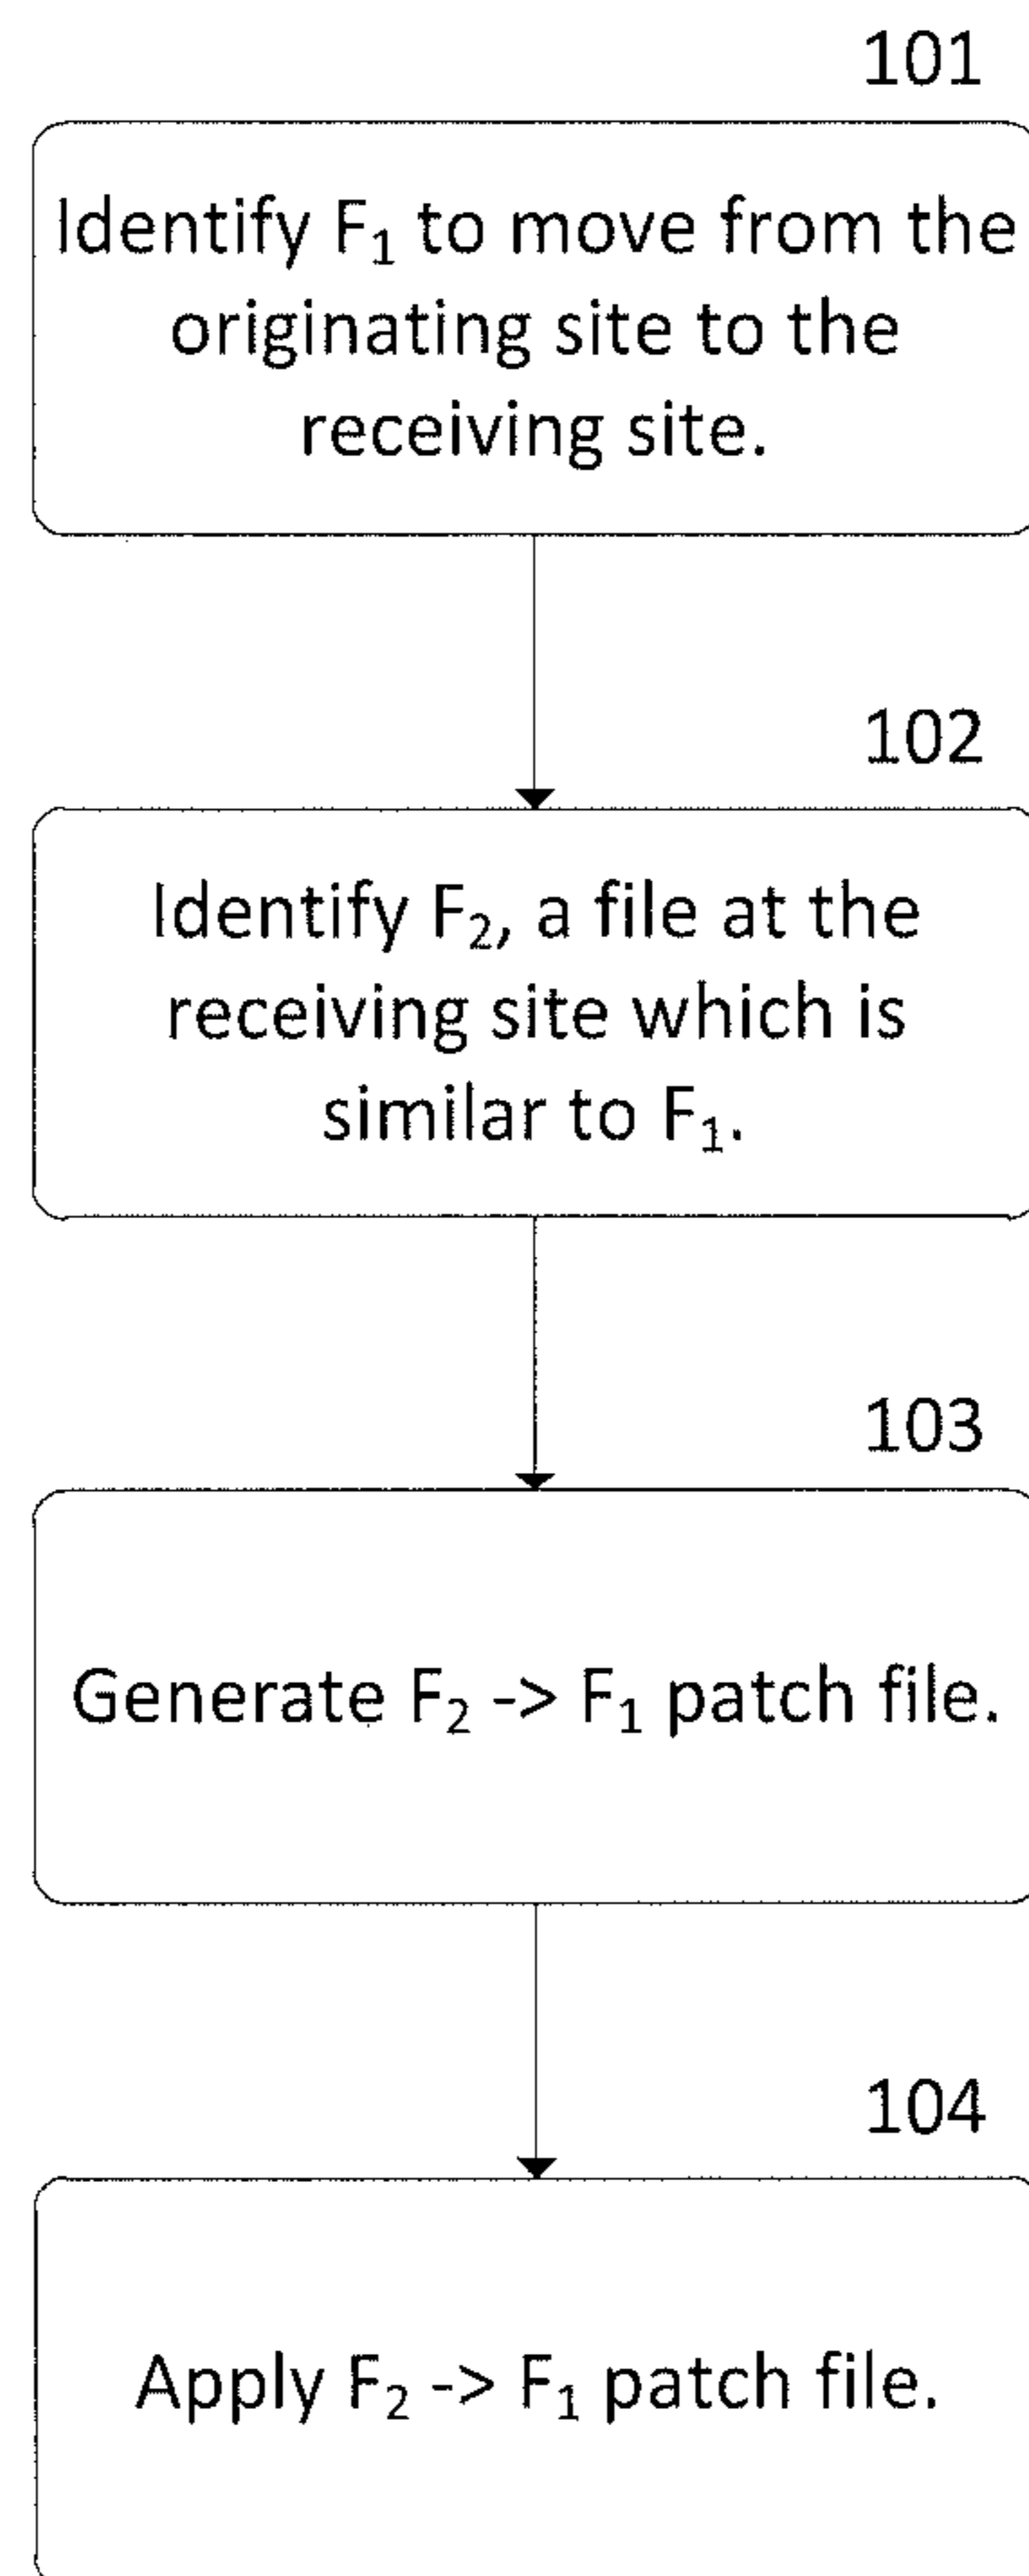 101
Identify F₁ to move from the
originating site to the
receiving site.
102
Identify F₂, a file at the
receiving site which is
similar to F₁.
103
Generate F₂ -> F₁ patch file.
104
Apply F₂ -> F₁ patch file.